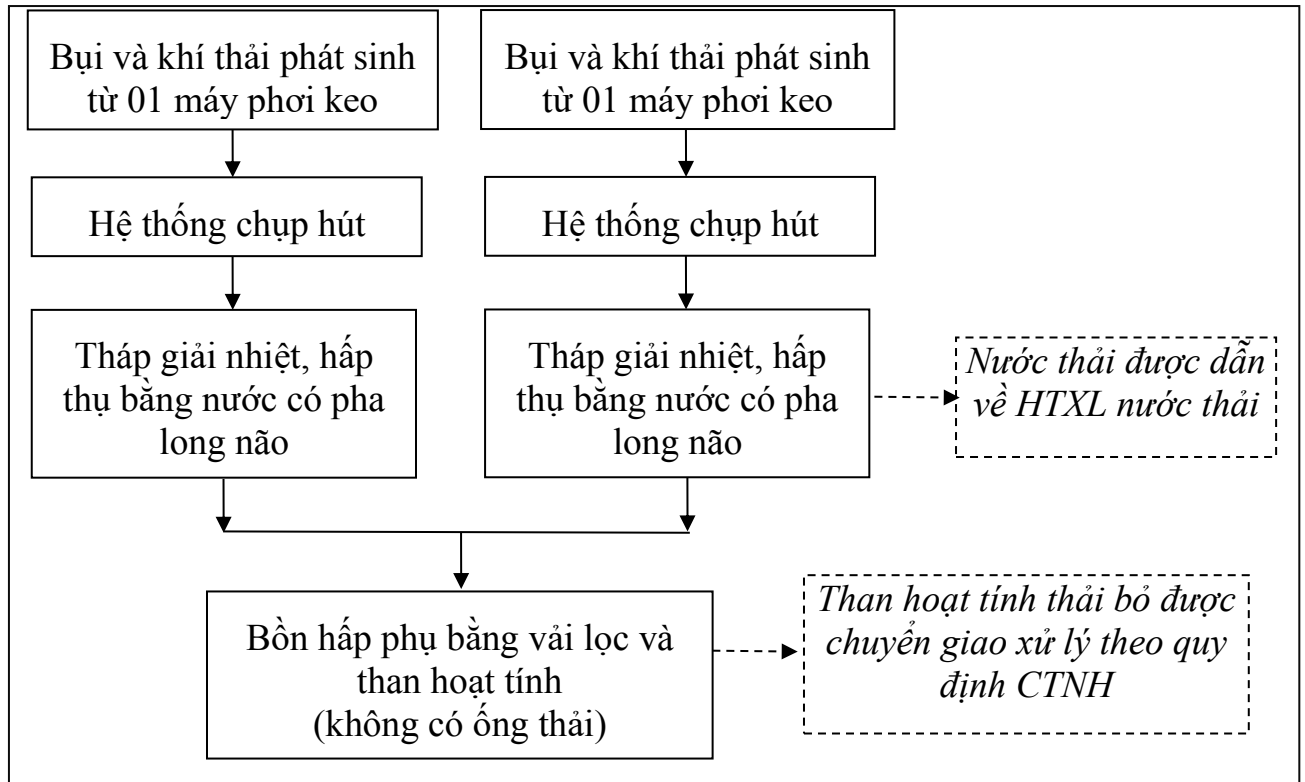 Bụi và khí thải phát sinh
từ 01 máy phơi keo
Bụi và khí thải phát sinh
từ 01 máy phơi keo
Hệ thống chụp hút
Hệ thống chụp hút
Tháp giải nhiệt, hấp
thụ bằng nước có pha
long não
Tháp giải nhiệt, hấp
thụ bằng nước có pha
long não
Nước thải được dẫn
về HTXL nước thải
Bồn hấp phụ bằng vải lọc và
than hoạt tính
(không có ống thải)
Than hoạt tính thải bỏ được
chuyển giao xử lý theo quy
định CTNH